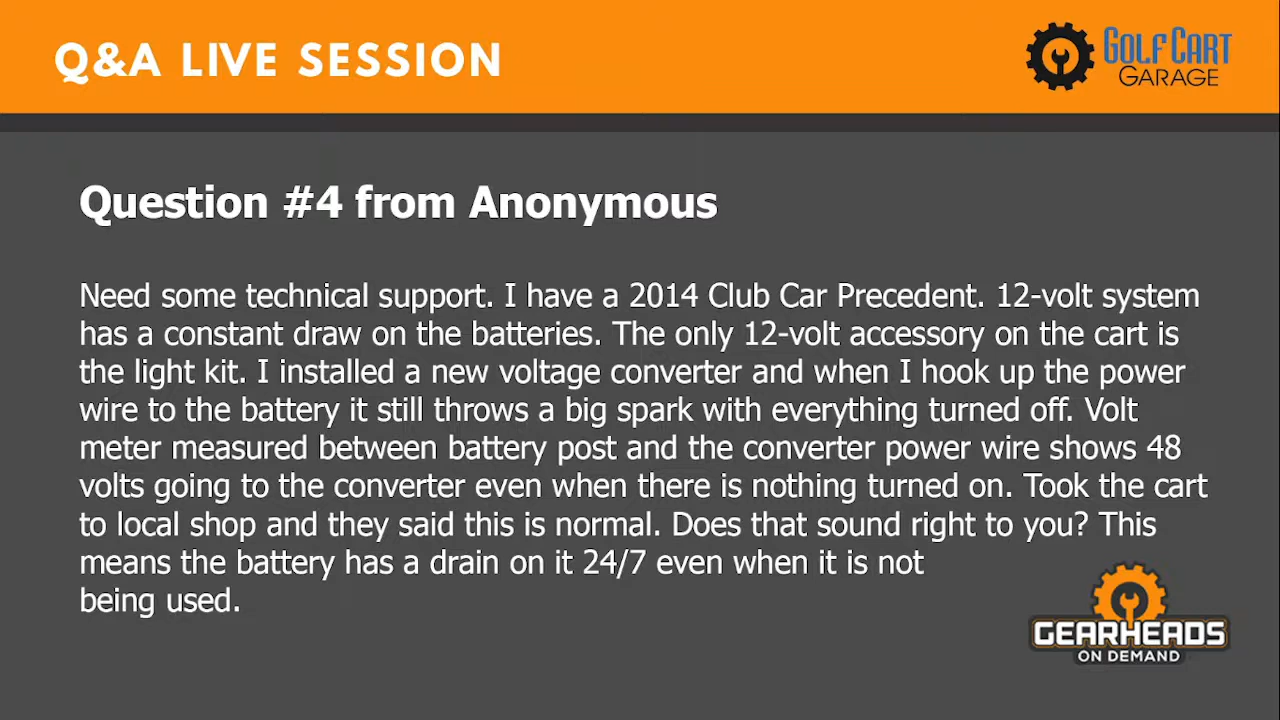 Q&A LIVE SESSION
GOLF CART
GARAGE
Question #4 from Anonymous
Need some technical support. I have a 2014 Club Car Precedent. 12-volt system
has a constant draw on the batteries. The only 12-volt accessory on the cart is
the light kit. I installed a new voltage converter and when I hook up the power
wire to the battery it still throws a big spark with everything turned off. Volt
meter measured between battery post and the converter power wire shows 48
volts going to the converter even when there is nothing turned on. Took the cart
to local shop and they said this is normal. Does that sound right to you? This
means the battery has a drain on it 24/7 even when it is not
being used.
GEARHEADS
ON DEMAND